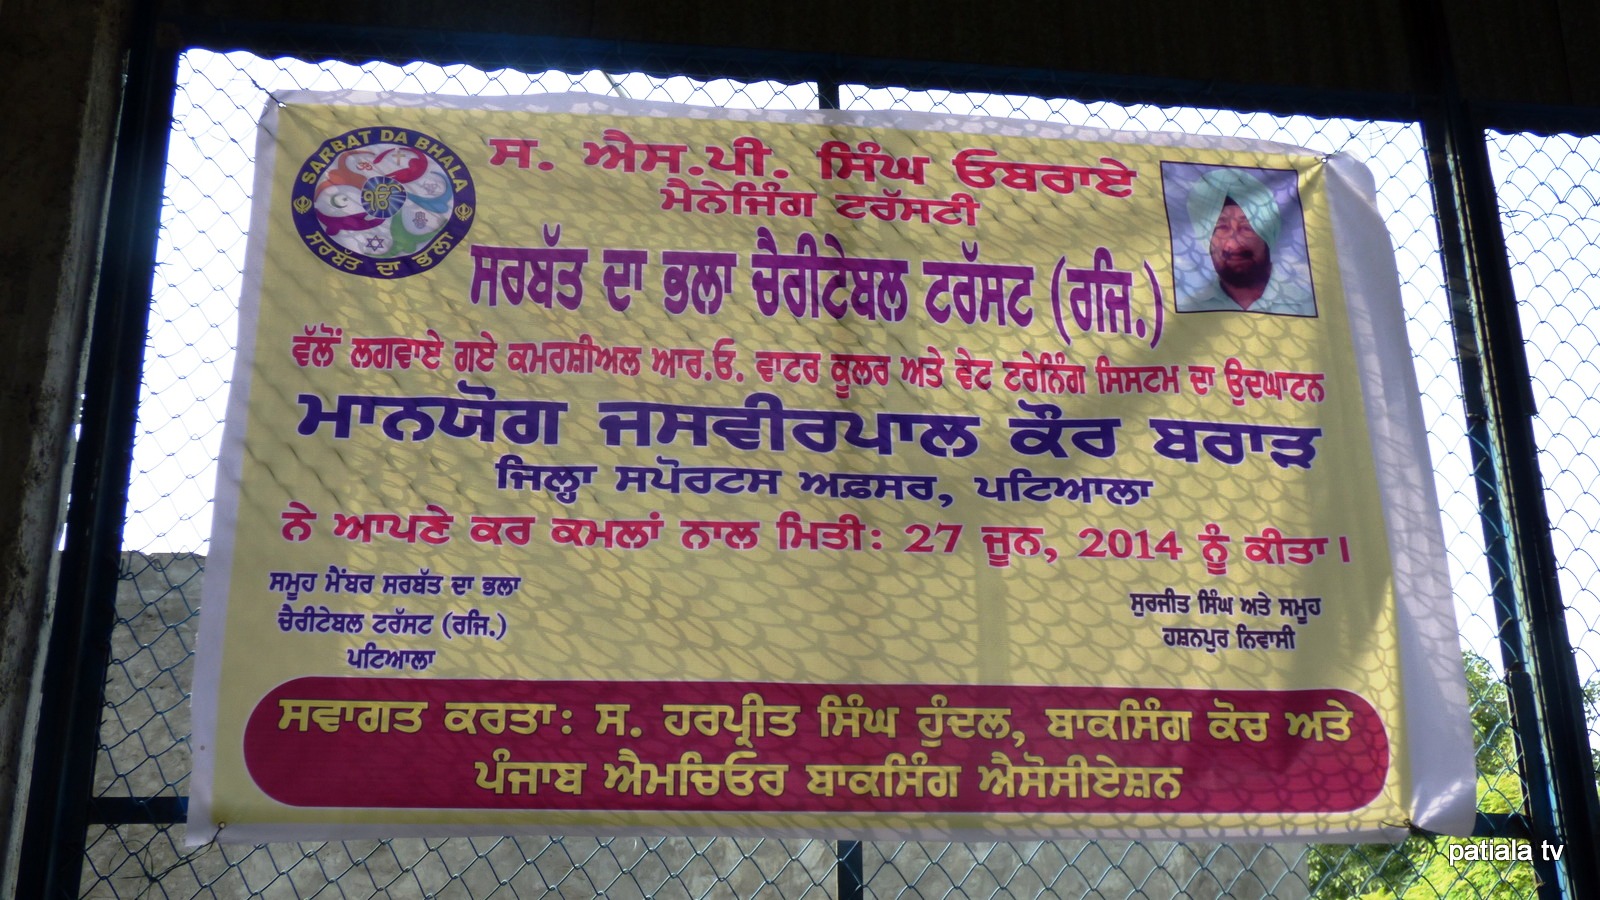 SARBAT DA BHALA
ੴ
ਸਰਬੱਤ ਦਾ ਭਲਾ
ਸ. ਐਸ.ਪੀ. ਸਿੰਘ ਓਬਰਾਏ
ਮੈਨੇਜਿੰਗ ਟਰੱਸਟੀ
ਸਰਬੱਤ ਦਾ ਭਲਾ ਚੈਰੀਟੇਬਲ ਟਰੱਸਟ (ਰਜਿ.)
ਵੱਲੋਂ ਲਗਵਾਏ ਗਏ ਕਮਰਸ਼ੀਅਲ ਆਰ.ਓ. ਵਾਟਰ ਕੂਲਰ ਅਤੇ ਵੇਟ ਟਰੇਨਿੰਗ ਸਿਸਟਮ ਦਾ ਉਦਘਾਟਨ
ਮਾਨਯੋਗ ਜਸਵੀਰਪਾਲ ਕੌਰ ਬਰਾੜ
ਜਿਲ੍ਹਾ ਸਪੋਰਟਸ ਅਫ਼ਸਰ, ਪਟਿਆਲਾ
ਨੇ ਆਪਣੇ ਕਰ ਕਮਲਾਂ ਨਾਲ ਮਿਤੀ: 27 ਜੂਨ, 2014 ਨੂੰ ਕੀਤਾ।
ਸਮੂਹ ਮੈਂਬਰ ਸਰਬੱਤ ਦਾ ਭਲਾ
ਚੈਰੀਟੇਬਲ ਟਰੱਸਟ (ਰਜਿ.)
ਪਟਿਆਲਾ
ਸੁਰਜੀਤ ਸਿੰਘ ਅਤੇ ਸਮੂਹ
ਹਸ਼ਨਪੁਰ ਨਿਵਾਸੀ
ਸਵਾਗਤ ਕਰਤਾ: ਸ. ਹਰਪ੍ਰੀਤ ਸਿੰਘ ਹੁੰਦਲ, ਬਾਕਸਿੰਗ ਕੋਚ ਅਤੇ
ਪੰਜਾਬ ਐਮਚਿਓਰ ਬਾਕਸਿੰਗ ਐਸੋਸੀਏਸ਼ਨ
patiala tv